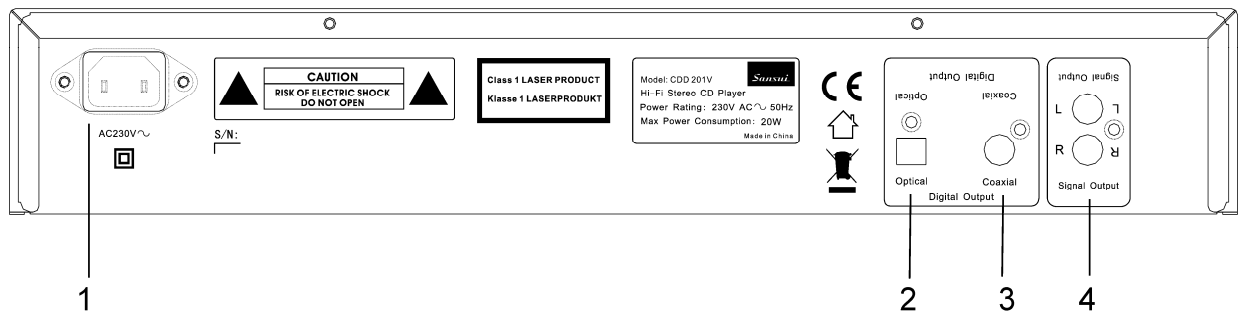 AC230V～
CAUTION
RISK OF ELECTRIC SHOCK
DO NOT OPEN
S/N:
Class 1 LASER PRODUCT
Klasse 1 LASERPRODUKT
Model: CDD 201V
Sansui
Hi-Fi Stereo CD Player
Power Rating: 230V AC～ 50Hz
Max Power Consumption: 20W
Made in China
CE
Digital Output
Optical
Coaxial
Optical
Coaxial
Digital Output
Signal Output
L
L
R
R
Signal Output
1
2
3
4